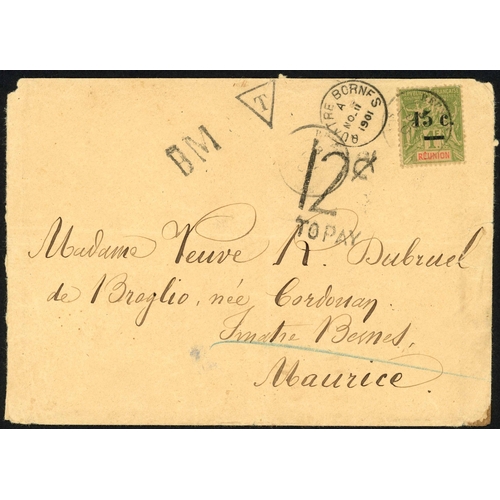 T
BM
QUATRE BORNES
A
NO 11
1901
15 c.
RÉUNION
12¢
TO PAY
Madame Veuve R. Dubruel
de Broglio, née Cordouan
Quatre Bornes,
Maurice.